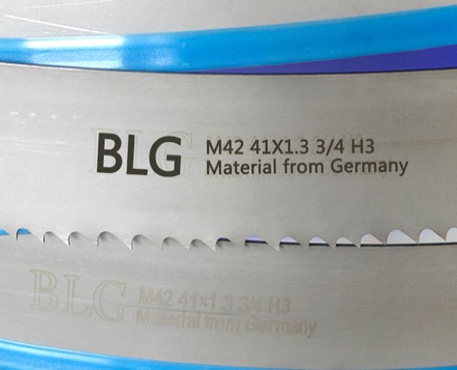 BLG
M42 41X1.3 3/4 H3
Material from Germany
BLG
M42 41×1.3 3/4 H3
Material from Germany